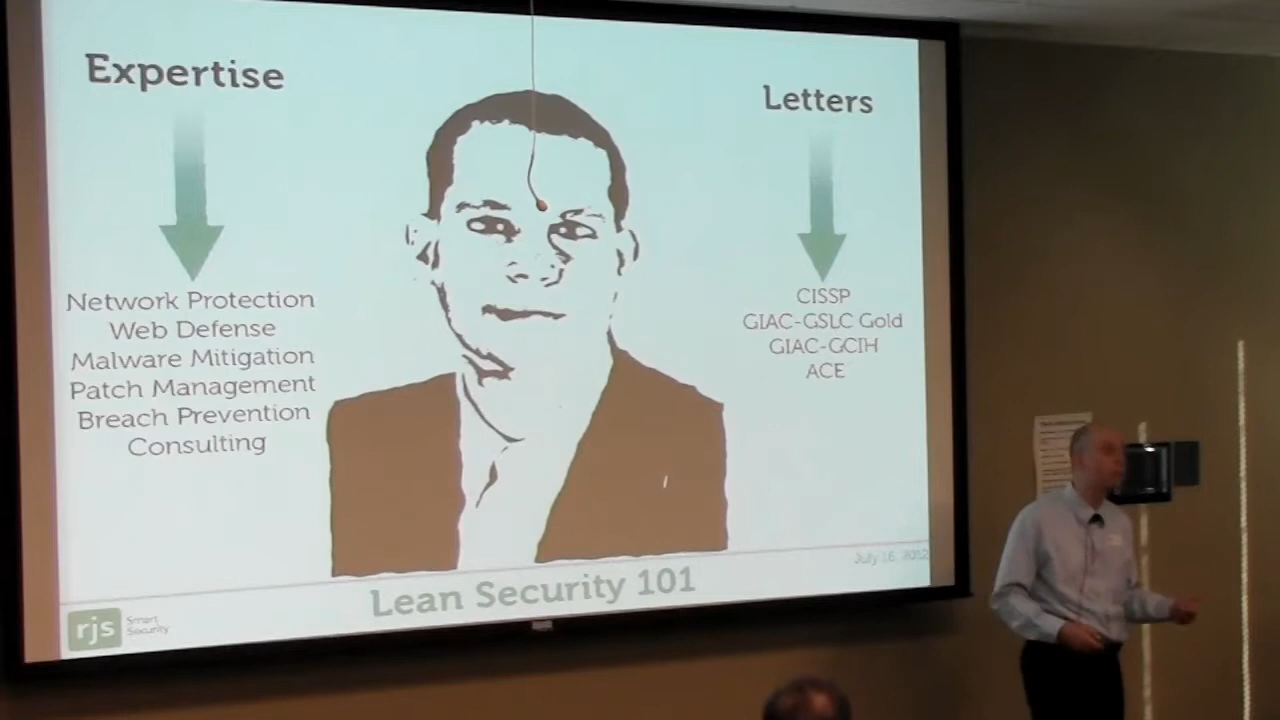 Expertise
Letters
Network Protection
Web Defense
Malware Mitigation
Patch Management
Breach Prevention
Consulting
CISSP
GIAC-GSLC Gold
GIAC-GCIH
ACE
July 16, 2012
Lean Security 101
rjs
Smart
Security